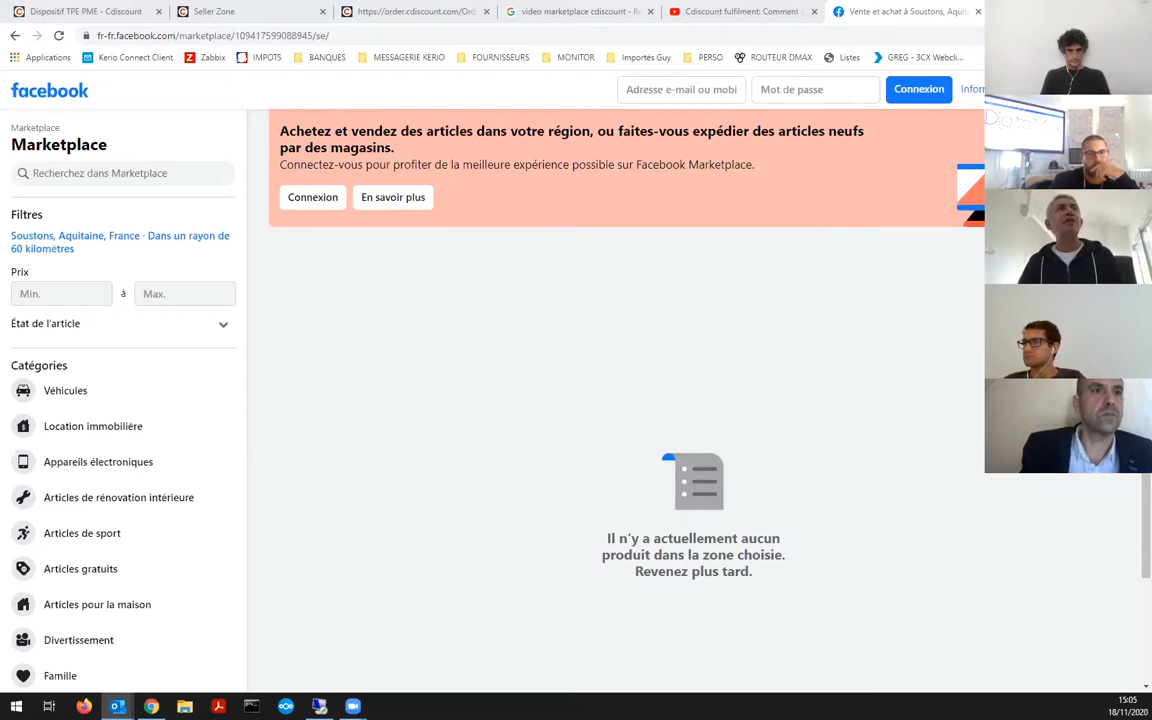 Dispositif TPE PME - Cdiscount
Seller Zone
https://order.cdiscount.com/Ord
video marketplace cdiscount - Re
Cdiscount fulfilment: Comment
Vente et achat à Soustons, Aquit
fr-fr.facebook.com/marketplace/109417599088945/se/
Applications
Kerio Connect Client
Zabbix
IMPOTS
BANQUES
MESSAGERIE KERIO
FOURNISSEURS
MONITOR
Importés Guy
PERSO
ROUTEUR DMAX
Listes
GREG - 3CX Webcli...
facebook
Adresse e-mail ou mobi
Mot de passe
Connexion
Infor
Marketplace
Marketplace
Recherchez dans Marketplace
Filtres
Soustons, Aquitaine, France · Dans un rayon de
60 kilomètres
Prix
Min.
à
Max.
État de l'article
Catégories
Véhicules
Location immobilière
Appareils électroniques
Articles de rénovation intérieure
Articles de sport
Articles gratuits
Articles pour la maison
Divertissement
Famille
Achetez et vendez des articles dans votre région, ou faites-vous expédier des articles neufs
par des magasins.
Connectez-vous pour profiter de la meilleure expérience possible sur Facebook Marketplace.
Connexion
En savoir plus
Il n'y a actuellement aucun
produit dans la zone choisie.
Revenez plus tard.
15:05
18/11/2020